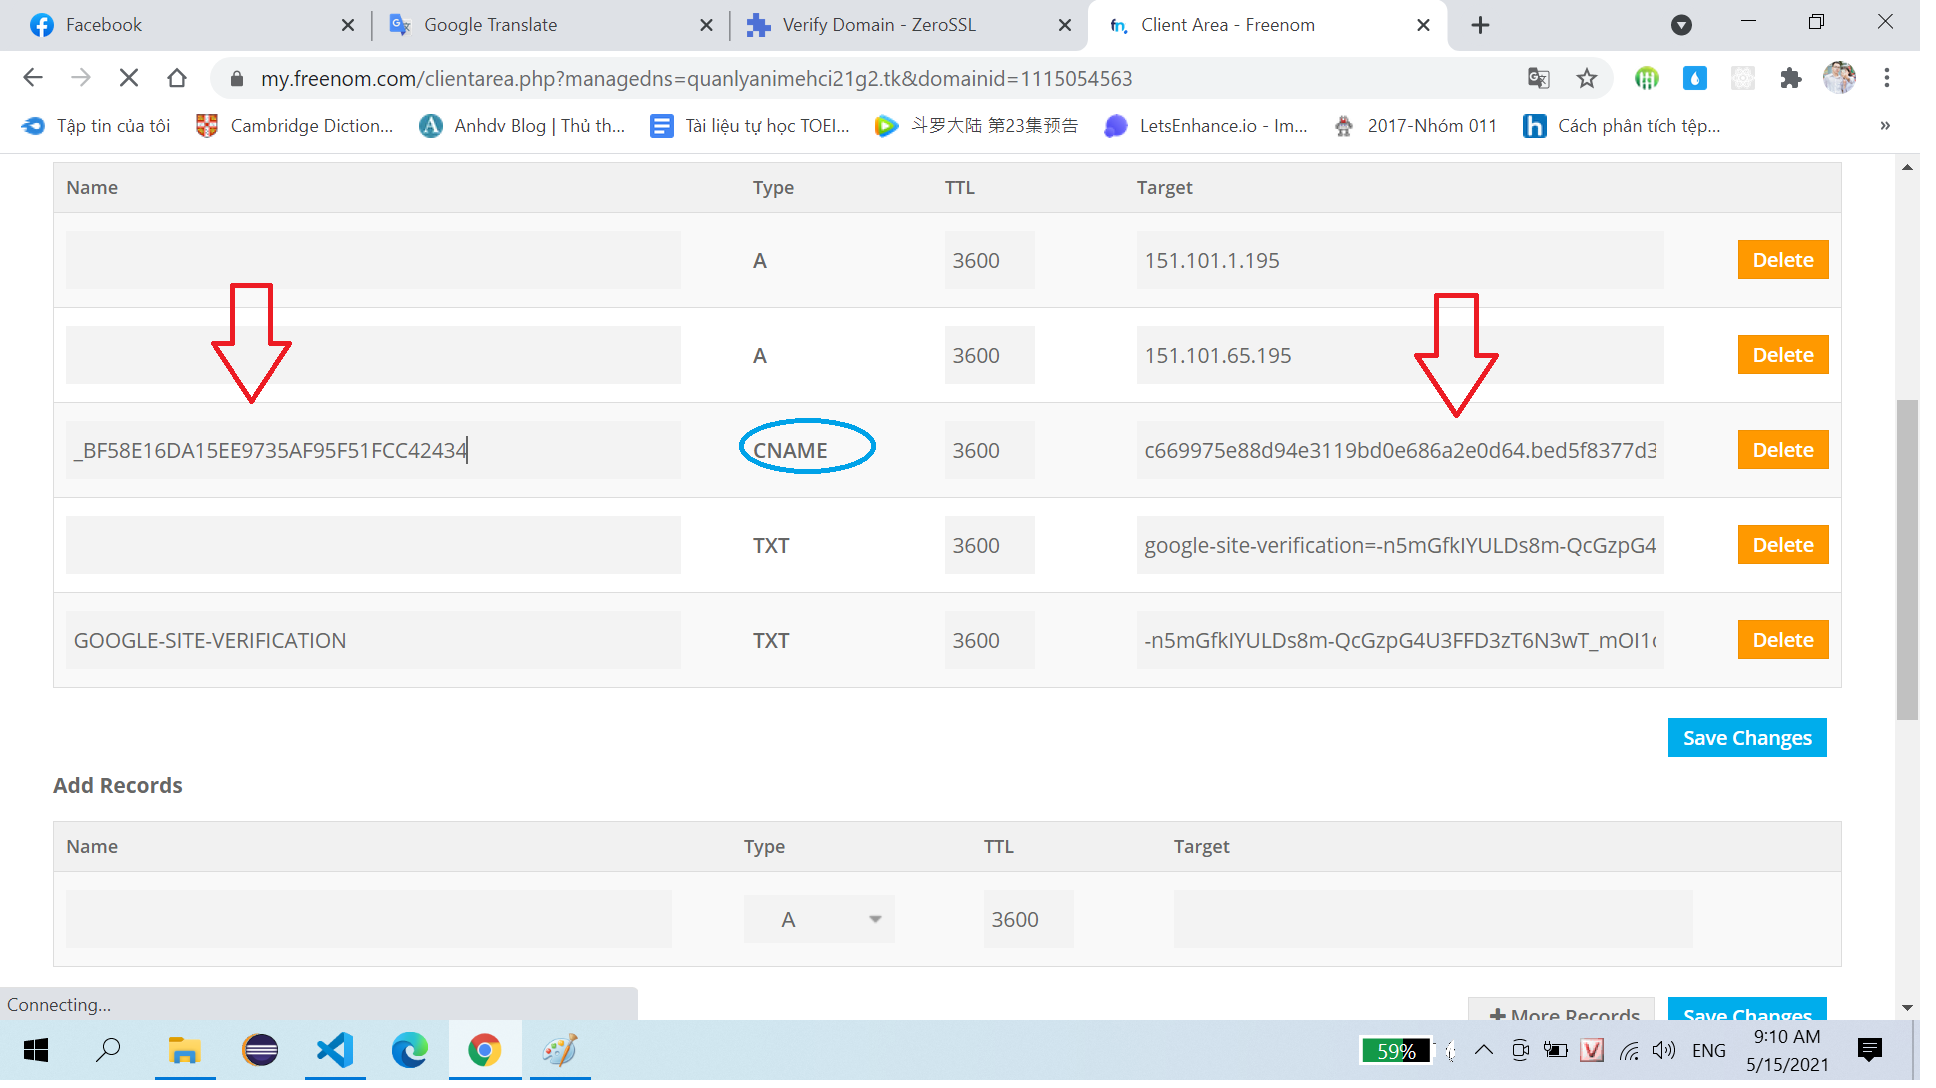 Facebook
Google Translate
Verify Domain - ZeroSSL
Client Area - Freenom
my.freenom.com/clientarea.php?managedns=quanlyanimehci21g2.tk&domainid=1115054563
Tập tin của tôi
Cambridge Diction...
Anhdv Blog | Thủ th...
Tài liệu tự học TOEI...
斗罗大陆 第23集预告
LetsEnhance.io - Im...
2017-Nhóm 011
Cách phân tích tệp...
Name Type TTL Target
A 3600 151.101.1.195 Delete
A 3600 151.101.65.195 Delete
_BF58E16DA15EE9735AF95F51FCC42434 CNAME 3600 c669975e88d94e3119bd0e686a2e0d64.bed5f8377d3 Delete
TXT 3600 google-site-verification=-n5mGfkIYULDs8m-QcGzpG4 Delete
GOOGLE-SITE-VERIFICATION TXT 3600 -n5mGfkIYULDs8m-QcGzpG4U3FFD3zT6N3wT_mOI1 Delete
Save Changes
Add Records
Name Type TTL Target
A 3600
+ More Records Save Changes
Connecting...
59% ENG 9:10 AM
5/15/2021